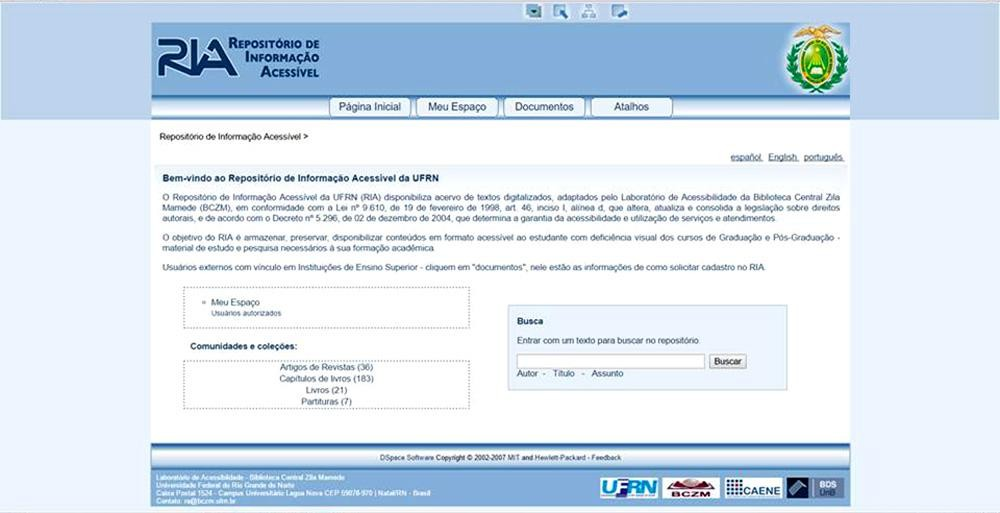 RIA REPOSITÓRIO DE
INFORMAÇÃO
ACESSÍVEL
Página Inicial Meu Espaço Documentos Atalhos
Repositório de Informação Acessível >
español English português
Bem-vindo ao Repositório de Informação Acessível da UFRN
O Repositório de Informação Acessível da UFRN (RIA) disponibiliza acervo de textos digitalizados, adaptados pelo Laboratório de Acessibilidade da Biblioteca Central Zila
Mamede (BCZM), em conformidade com a Lei nº 9.610, de 19 de fevereiro de 1998, art. 46, inciso I, alínea d, que altera, atualiza e consolida a legislação sobre direitos
autorais, e de acordo com o Decreto nº 5.296, de 02 de dezembro de 2004, que determina a garantia da acessibilidade e utilização de serviços e atendimentos.
O objetivo do RIA é armazenar, preservar, disponibilizar conteúdos em formato acessível ao estudante com deficiência visual dos cursos de Graduação e Pós-Graduação -
material de estudo e pesquisa necessários à sua formação acadêmica.
Usuários externos com vínculo em Instituições de Ensino Superior - cliquem em "documentos", nele estão as informações de como solicitar cadastro no RIA.
Meu Espaço
Usuários autorizados
Comunidades e coleções:
Artigos de Revistas (36)
Capítulos de livros (183)
Livros (21)
Partituras (7)
Busca
Entrar com um texto para buscar no repositório.
Buscar
Autor - Título - Assunto
DSpace Software Copyright © 2002-2007 MIT and Hewlett-Packard - Feedback
Laboratório de Acessibilidade - Biblioteca Central Zila Mamede
Universidade Federal do Rio Grande do Norte
Caixa Postal 1524 - Campus Universitário Lagoa Nova CEP 59078-970 | Natal/RN - Brasil
Contato: ria@bczm.ufrn.br
UFRN BCZM CAENE BDS
UnB